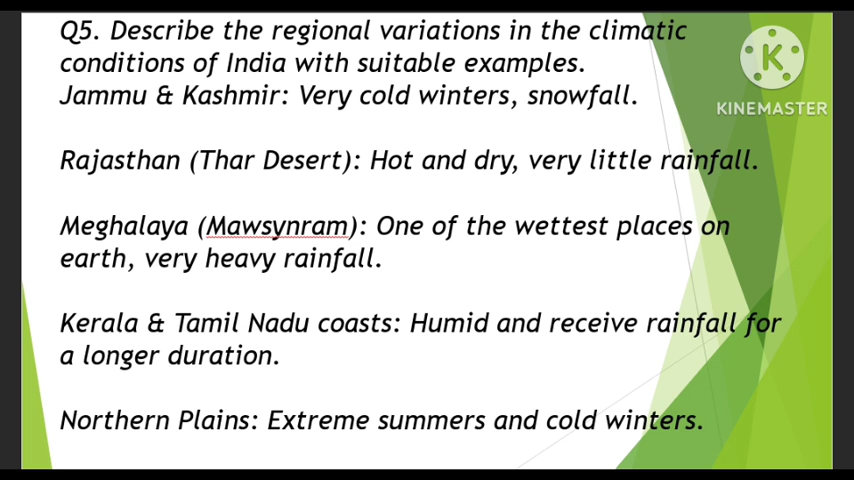 Q5. Describe the regional variations in the climatic
conditions of India with suitable examples.
Jammu & Kashmir: Very cold winters, snowfall.
Rajasthan (Thar Desert): Hot and dry, very little rainfall.
Meghalaya (Mawsynram): One of the wettest places on
earth, very heavy rainfall.
Kerala & Tamil Nadu coasts: Humid and receive rainfall for
a longer duration.
Northern Plains: Extreme summers and cold winters.
K
KINEMASTER